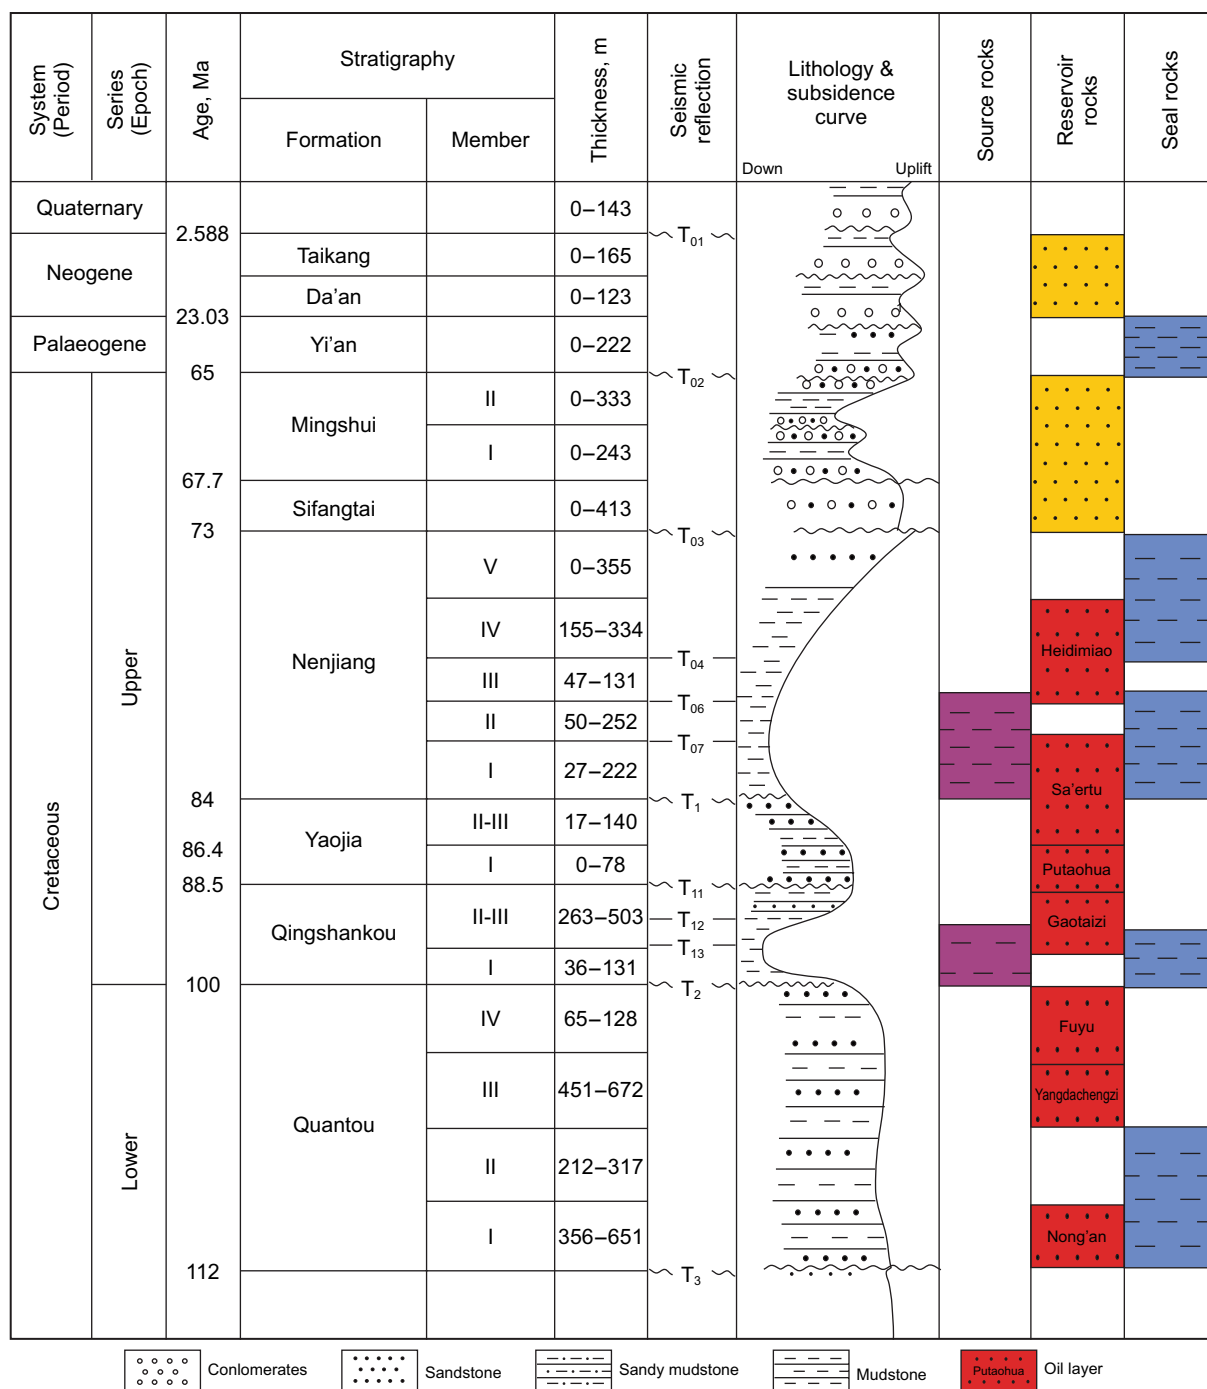 System
(Period)
Series
(Epoch)
Age, Ma
Stratigraphy
Formation
Member
Thickness, m
Seismic
reflection
Lithology &
subsidence
curve
Down
Uplift
Source rocks
Reservoir
rocks
Seal rocks
Quaternary
0–143
2.588
T01
Neogene
Taikang
0–165
Da'an
0–123
23.03
Palaeogene
Yi'an
0–222
65
T02
Cretaceous
Upper
Mingshui
II
0–333
I
0–243
67.7
Sifangtai
0–413
73
T03
Nenjiang
V
0–355
IV
155–334
Heidimiao
T04
III
47–131
T06
II
50–252
T07
I
27–222
Sa'ertu
84
T1
Yaojia
II-III
17–140
86.4
I
0–78
Putaohua
88.5
T11
Qingshankou
II-III
263–503
T12
Gaotaizi
T13
I
36–131
100
T2
Lower
Quantou
IV
65–128
Fuyu
III
451–672
Yangdachengzi
II
212–317
I
356–651
Nong'an
112
T3
Conlomerates
Sandstone
Sandy mudstone
Mudstone
Putaohua
Oil layer